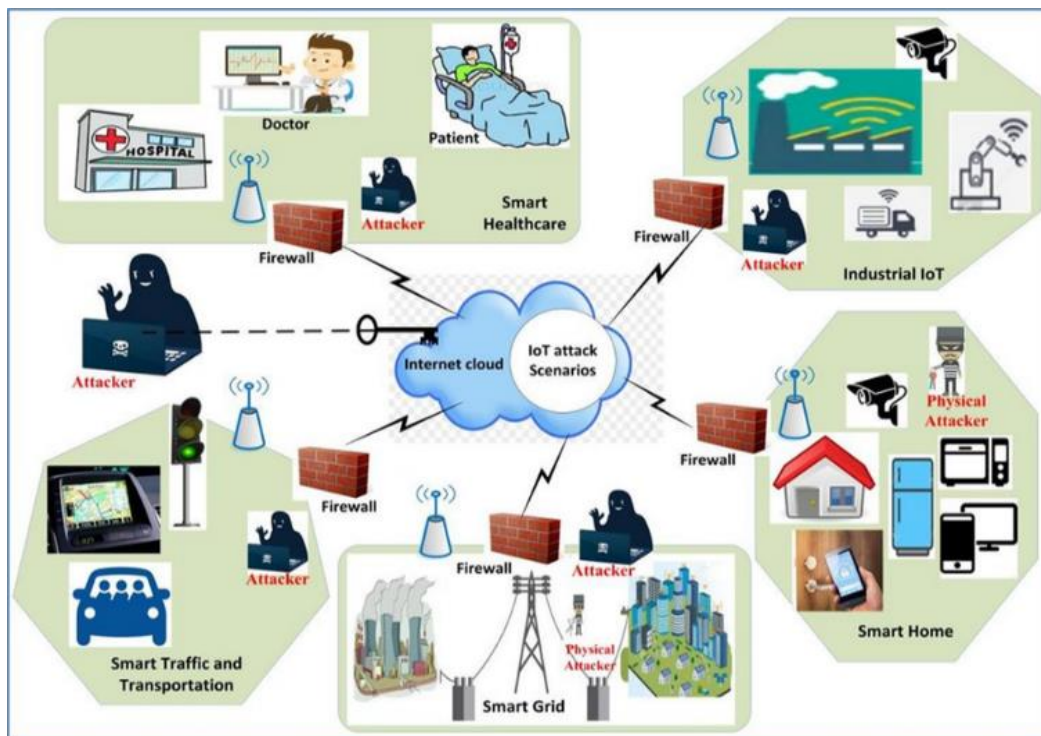 HOSPITAL
Doctor
Patient
Attacker
Smart
Healthcare
Firewall
Firewall
Attacker
Industrial IoT
Attacker
Internet cloud
IoT attack
Scenarios
Physical
Attacker
Firewall
Smart Home
Firewall
Attacker
Smart Traffic and
Transportation
Firewall
Attacker
Physical
Attacker
Smart Grid